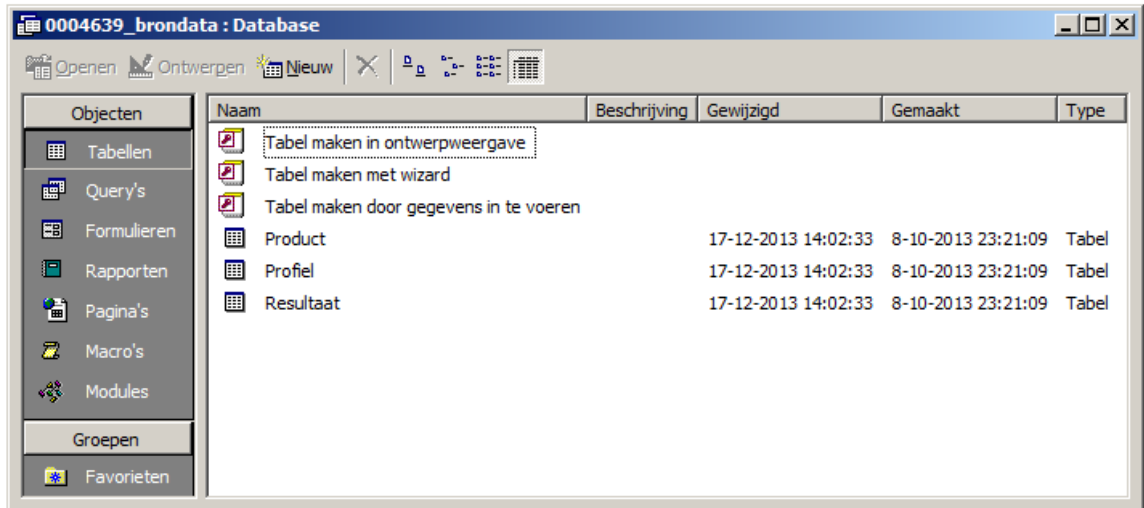 0004639_brondata : Database
Openen Ontwerpen Nieuw
Objecten
Tabellen
Query's
Formulieren
Rapporten
Pagina's
Macro's
Modules
Groepen
Favorieten
Naam Beschrijving Gewijzigd Gemaakt Type
Tabel maken in ontwerpweergave
Tabel maken met wizard
Tabel maken door gegevens in te voeren
Product 17-12-2013 14:02:33 8-10-2013 23:21:09 Tabel
Profiel 17-12-2013 14:02:33 8-10-2013 23:21:09 Tabel
Resultaat 17-12-2013 14:02:33 8-10-2013 23:21:09 Tabel